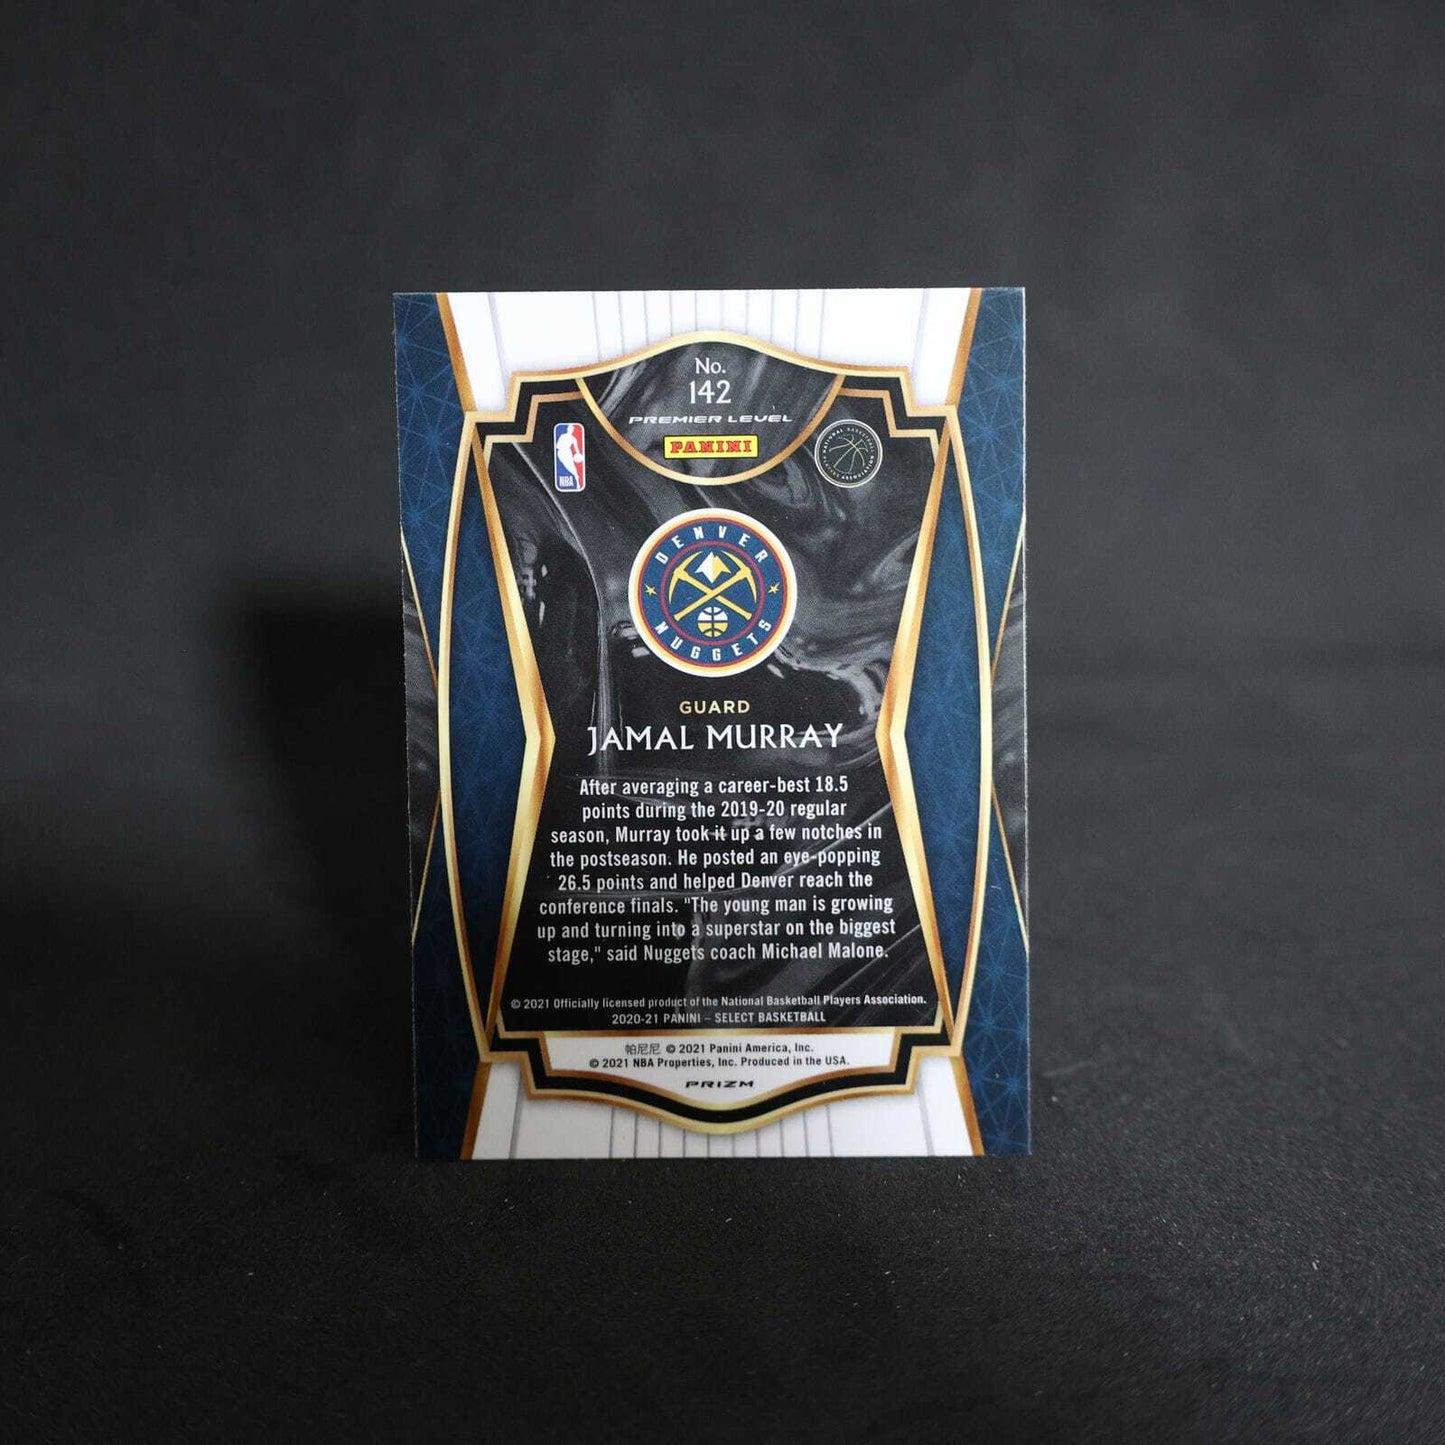 No.
142
PREMIER LEVEL
PANINI
NBA
NATIONAL BASKETBALL
DENVER
NUGGETS
GUARD
JAMAL MURRAY
After averaging a career-best 18.5
points during the 2019-20 regular
season, Murray took it up a few notches in
the postseason. He posted an eye-popping
26.5 points and helped Denver reach the
conference finals. "The young man is growing
up and turning into a superstar on the biggest
stage," said Nuggets coach Michael Malone.
© 2021 Officially licensed product of the National Basketball Players Association.
2020-21 PANINI – SELECT BASKETBALL
帕尼尼 © 2021 Panini America, Inc.
© 2021 NBA Properties, Inc. Produced in the USA.
PRIZM